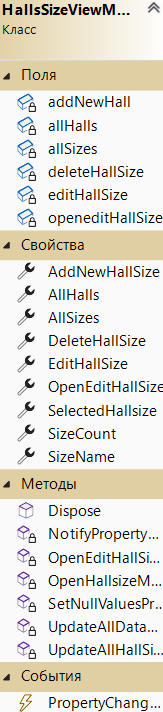 HallsSizeViewM...
Класс
Поля
addNewHall
allHalls
allSizes
deleteHallSize
editHallSize
openeditHallSize
Свойства
AddNewHallSize
AllHalls
AllSizes
DeleteHallSize
EditHallSize
OpenEditHallSize
SelectedHallsize
SizeCount
SizeName
Методы
Dispose
NotifyProperty...
OpenEditHallSi...
OpenHallsizeM...
SetNullValuesPr...
UpdateAllData...
UpdateAllHallSi...
События
PropertyChang...